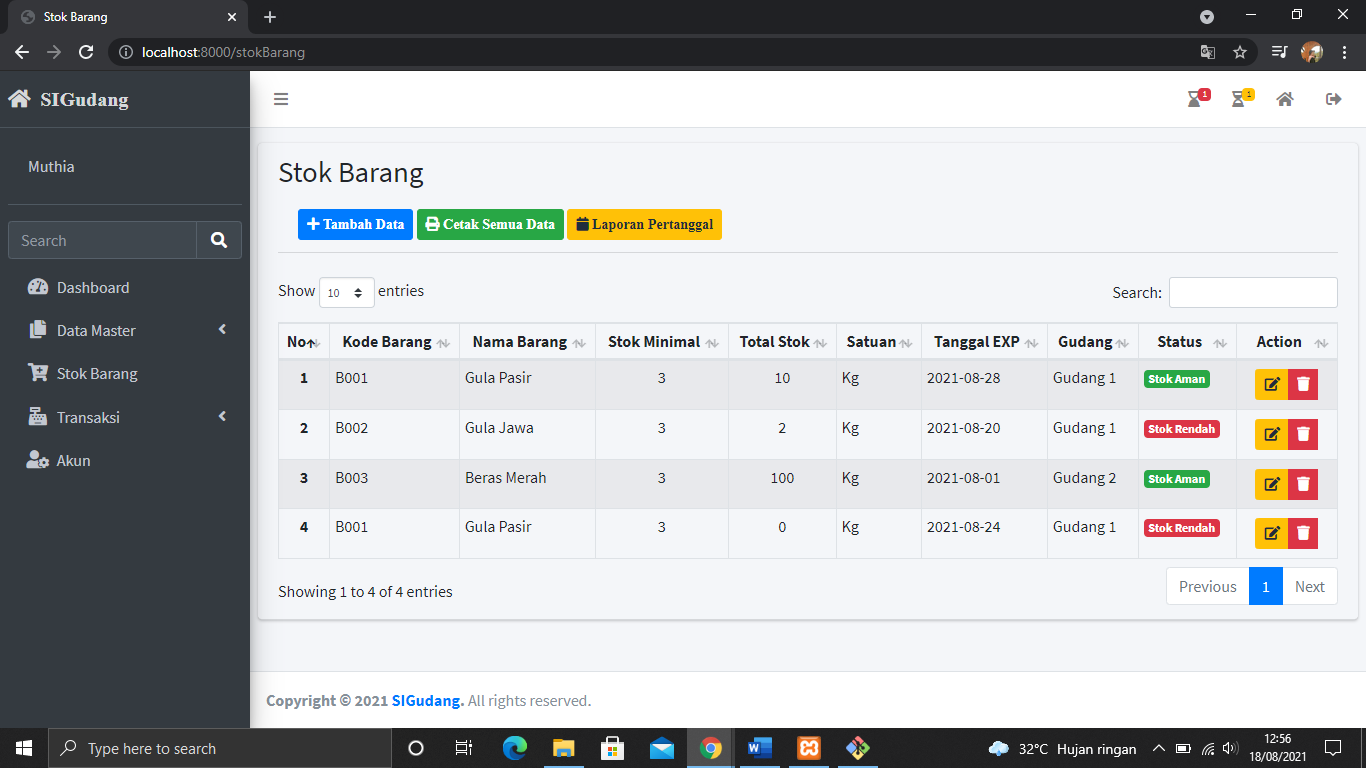 Stok Barang
localhost:8000/stokBarang
SIGudang
1 1
Muthia
Search
Dashboard
Data Master
Stok Barang
Transaksi
Akun
Stok Barang
Tambah Data Cetak Semua Data Laporan Pertanggal
Show 10 entries Search:
No Kode Barang Nama Barang Stok Minimal Total Stok Satuan Tanggal EXP Gudang Status Action
1 B001 Gula Pasir 3 10 Kg 2021-08-28 Gudang 1 Stok Aman
2 B002 Gula Jawa 3 2 Kg 2021-08-20 Gudang 1 Stok Rendah
3 B003 Beras Merah 3 100 Kg 2021-08-01 Gudang 2 Stok Aman
4 B001 Gula Pasir 3 0 Kg 2021-08-24 Gudang 1 Stok Rendah
Showing 1 to 4 of 4 entries Previous 1 Next
Copyright © 2021 SIGudang. All rights reserved.
Type here to search
32°C Hujan ringan
12:56
18/08/2021